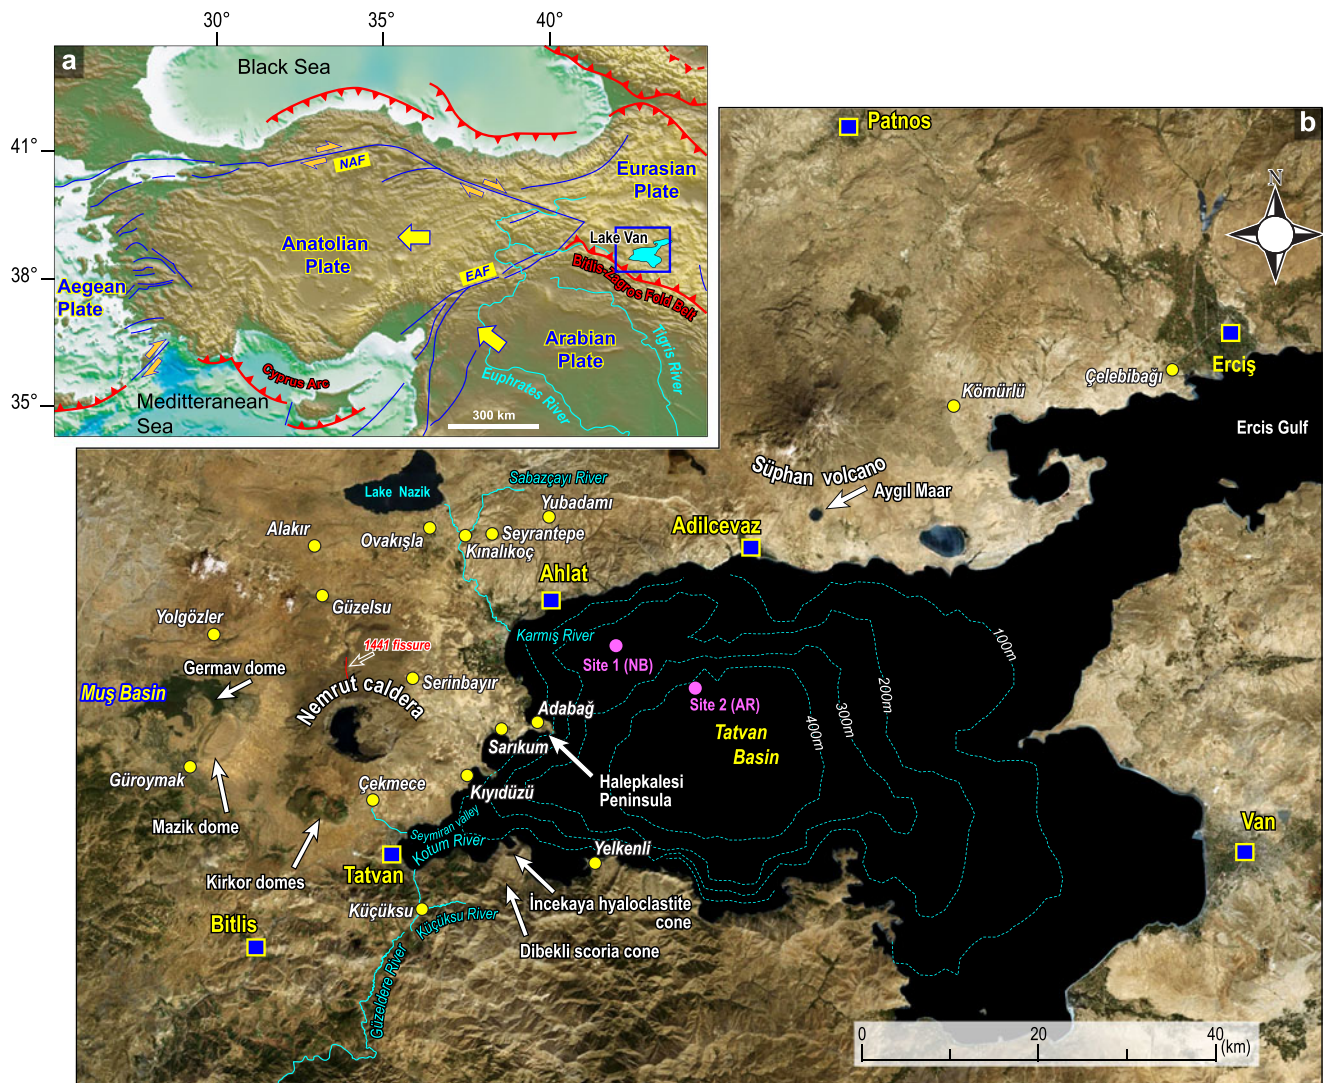 30°
35°
40°
a
Black Sea
41°
NAF
Eurasian
Plate
Lake Van
Anatolian
Plate
EAF
Bitlis-Zagros Fold Belt
38°
Aegean
Plate
Arabian
Plate
Tigris River
Cyprus Arc
Euphrates River
Meditteranean
Sea
35°
300 km
b
Patnos
N
Erciş
Çelebibağı
Kömürlü
Ercis Gulf
Süphan volcano
Aygıl Maar
Lake Nazik
Sabazçayı River
Yubadamı
Alakır
Ovakışla
Seyrantepe
Kınalıkoç
Adilcevaz
Ahlat
Güzelsu
Yolgözler
Karmış River
100m
1441 fissure
Site 1 (NB)
Germav dome
Serinbayır
Muş Basin
200m
Nemrut caldera
Site 2 (AR)
Adabağ
300m
400m
Tatvan
Basin
Sarıkum
Güroymak
Çekmece
Kıyıdüzü
Halepkalesi
Peninsula
Mazik dome
Seymiran valley
Kotum River
Van
Yelkenli
Kirkor domes
Tatvan
Küçüksu
İncekaya hyaloclastite
cone
Küçüksu River
Bitlis
Dibekli scoria cone
Güzeldere River
0
20
40
(km)